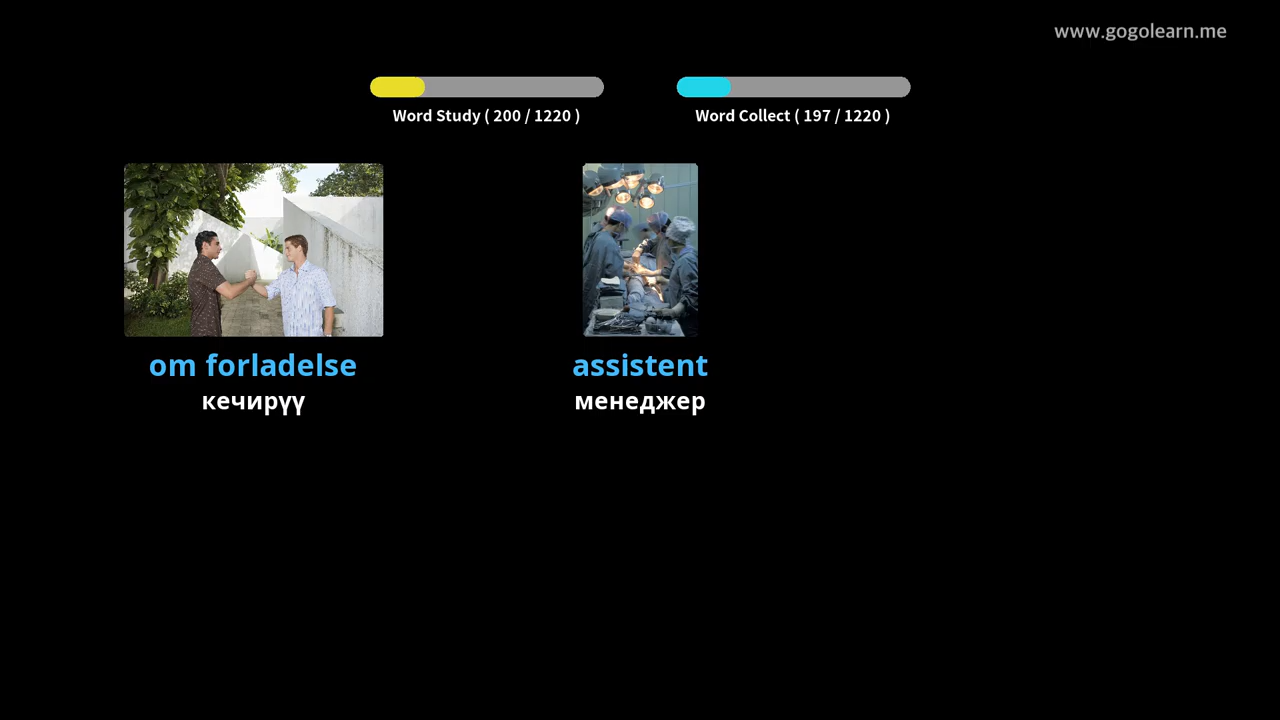 www.gogolearn.me
Word Study ( 200 / 1220 )
Word Collect ( 197 / 1220 )
om forladelse
кечирүү
assistent
менеджер